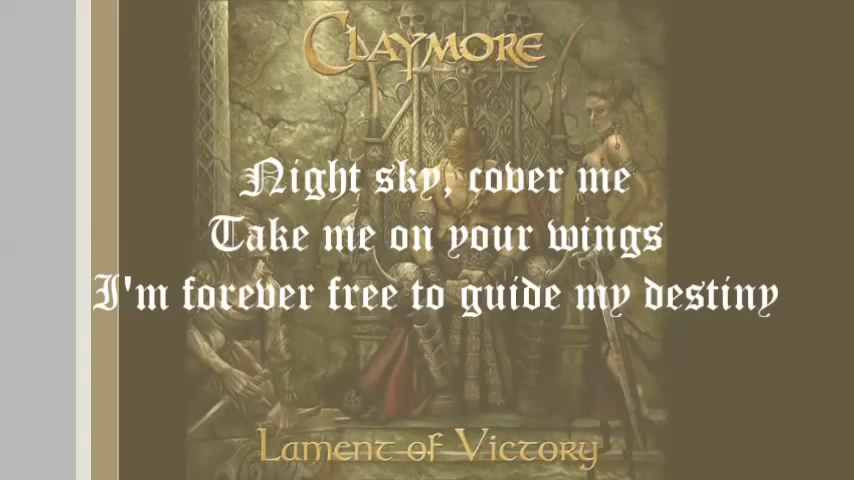 CLAYMORE
Night sky, cover me
Take me on your wings
I'm forever free to guide my destiny
Lament of Victory